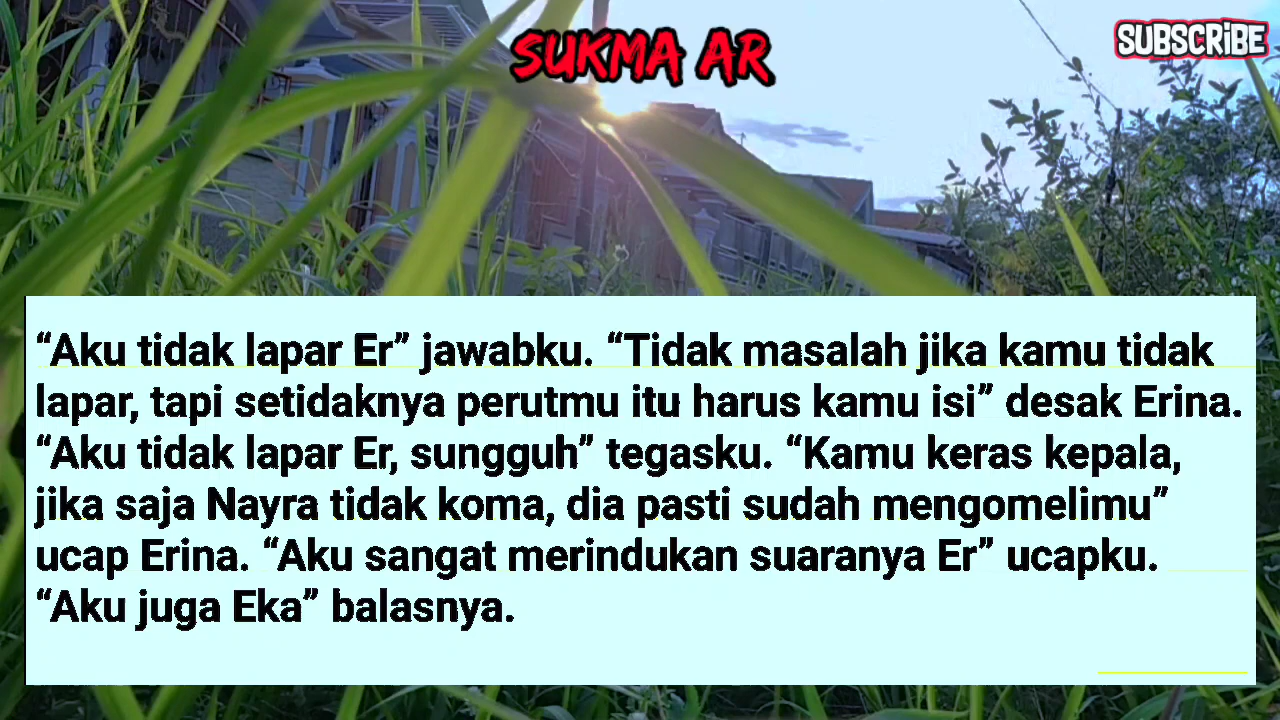 SUKMA AR
SUBSCRiBE
“Aku tidak lapar Er” jawabku. “Tidak masalah jika kamu tidak
lapar, tapi setidaknya perutmu itu harus kamu isi” desak Erina.
“Aku tidak lapar Er, sungguh” tegasku. “Kamu keras kepala,
jika saja Nayra tidak koma, dia pasti sudah mengomelimu”
ucap Erina. “Aku sangat merindukan suaranya Er” ucapku.
“Aku juga Eka” balasnya.